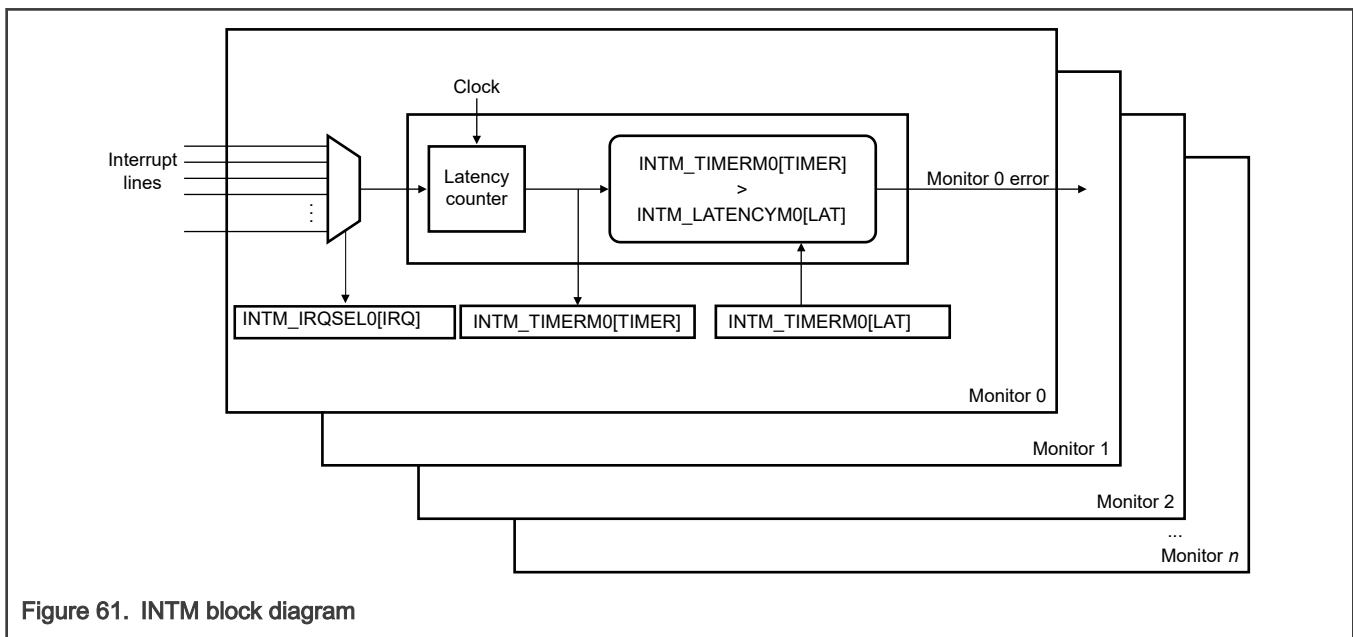 Clock
Interrupt
lines
Latency
counter
INTM_TIMERM0[TIMER]
>
INTM_LATENCYM0[LAT]
Monitor 0 error
INTM_IRQSEL0[IRQ]
INTM_TIMERM0[TIMER]
INTM_TIMERM0[LAT]
Monitor 0
Monitor 1
Monitor 2
...
Monitor n
Figure 61. INTM block diagram